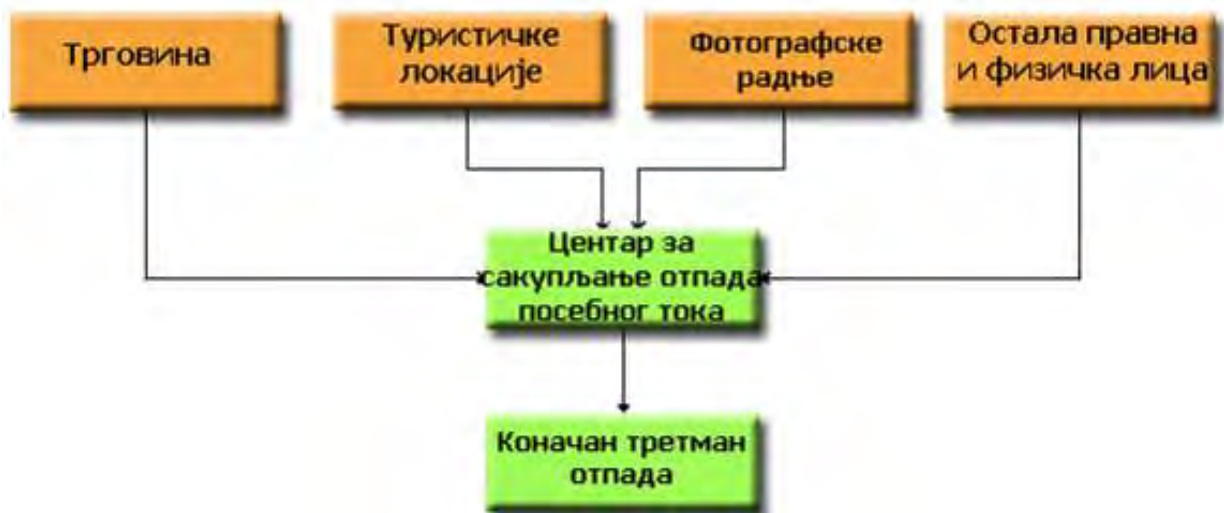 Трговина
Туристичке
локације
Фотографске
радње
Остала правна
и физичка лица
Центар за
сакупљање отпада
посебног тока
Коначан третман
отпада